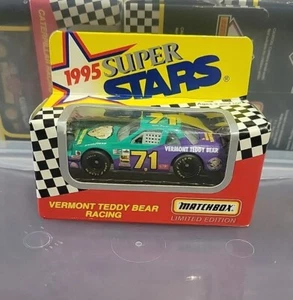 1995 SUPER
STARS
71
VERMONT TEDDY BEAR
71
VERMONT TEDDY BEAR
RACING
MATCHBOX
LIMITED EDITION